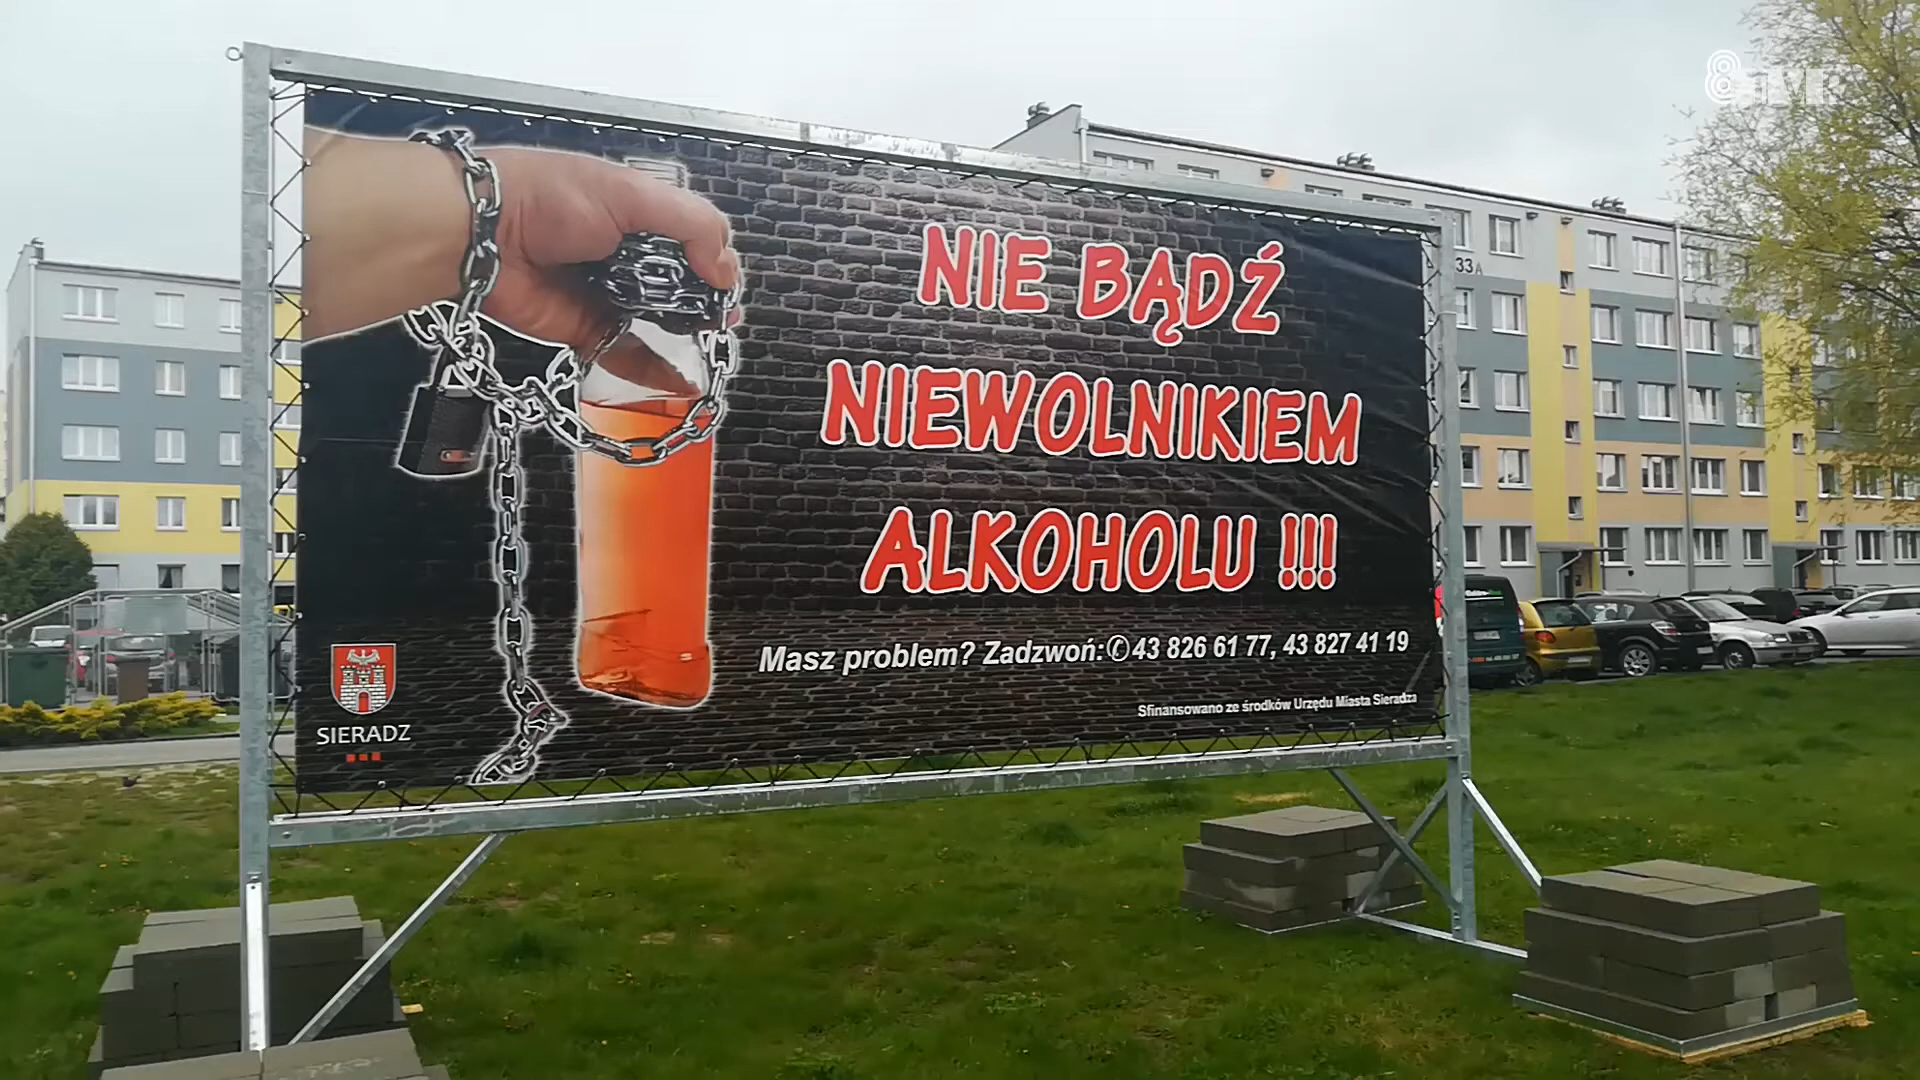 33A
NIE BĄDŹ
NIEWOLNIKIEM
ALKOHOLU !!!
Masz problem? Zadzwoń:✆43 826 61 77, 43 827 41 19
Sfinansowano ze środków Urzędu Miasta Sieradza
SIERADZ